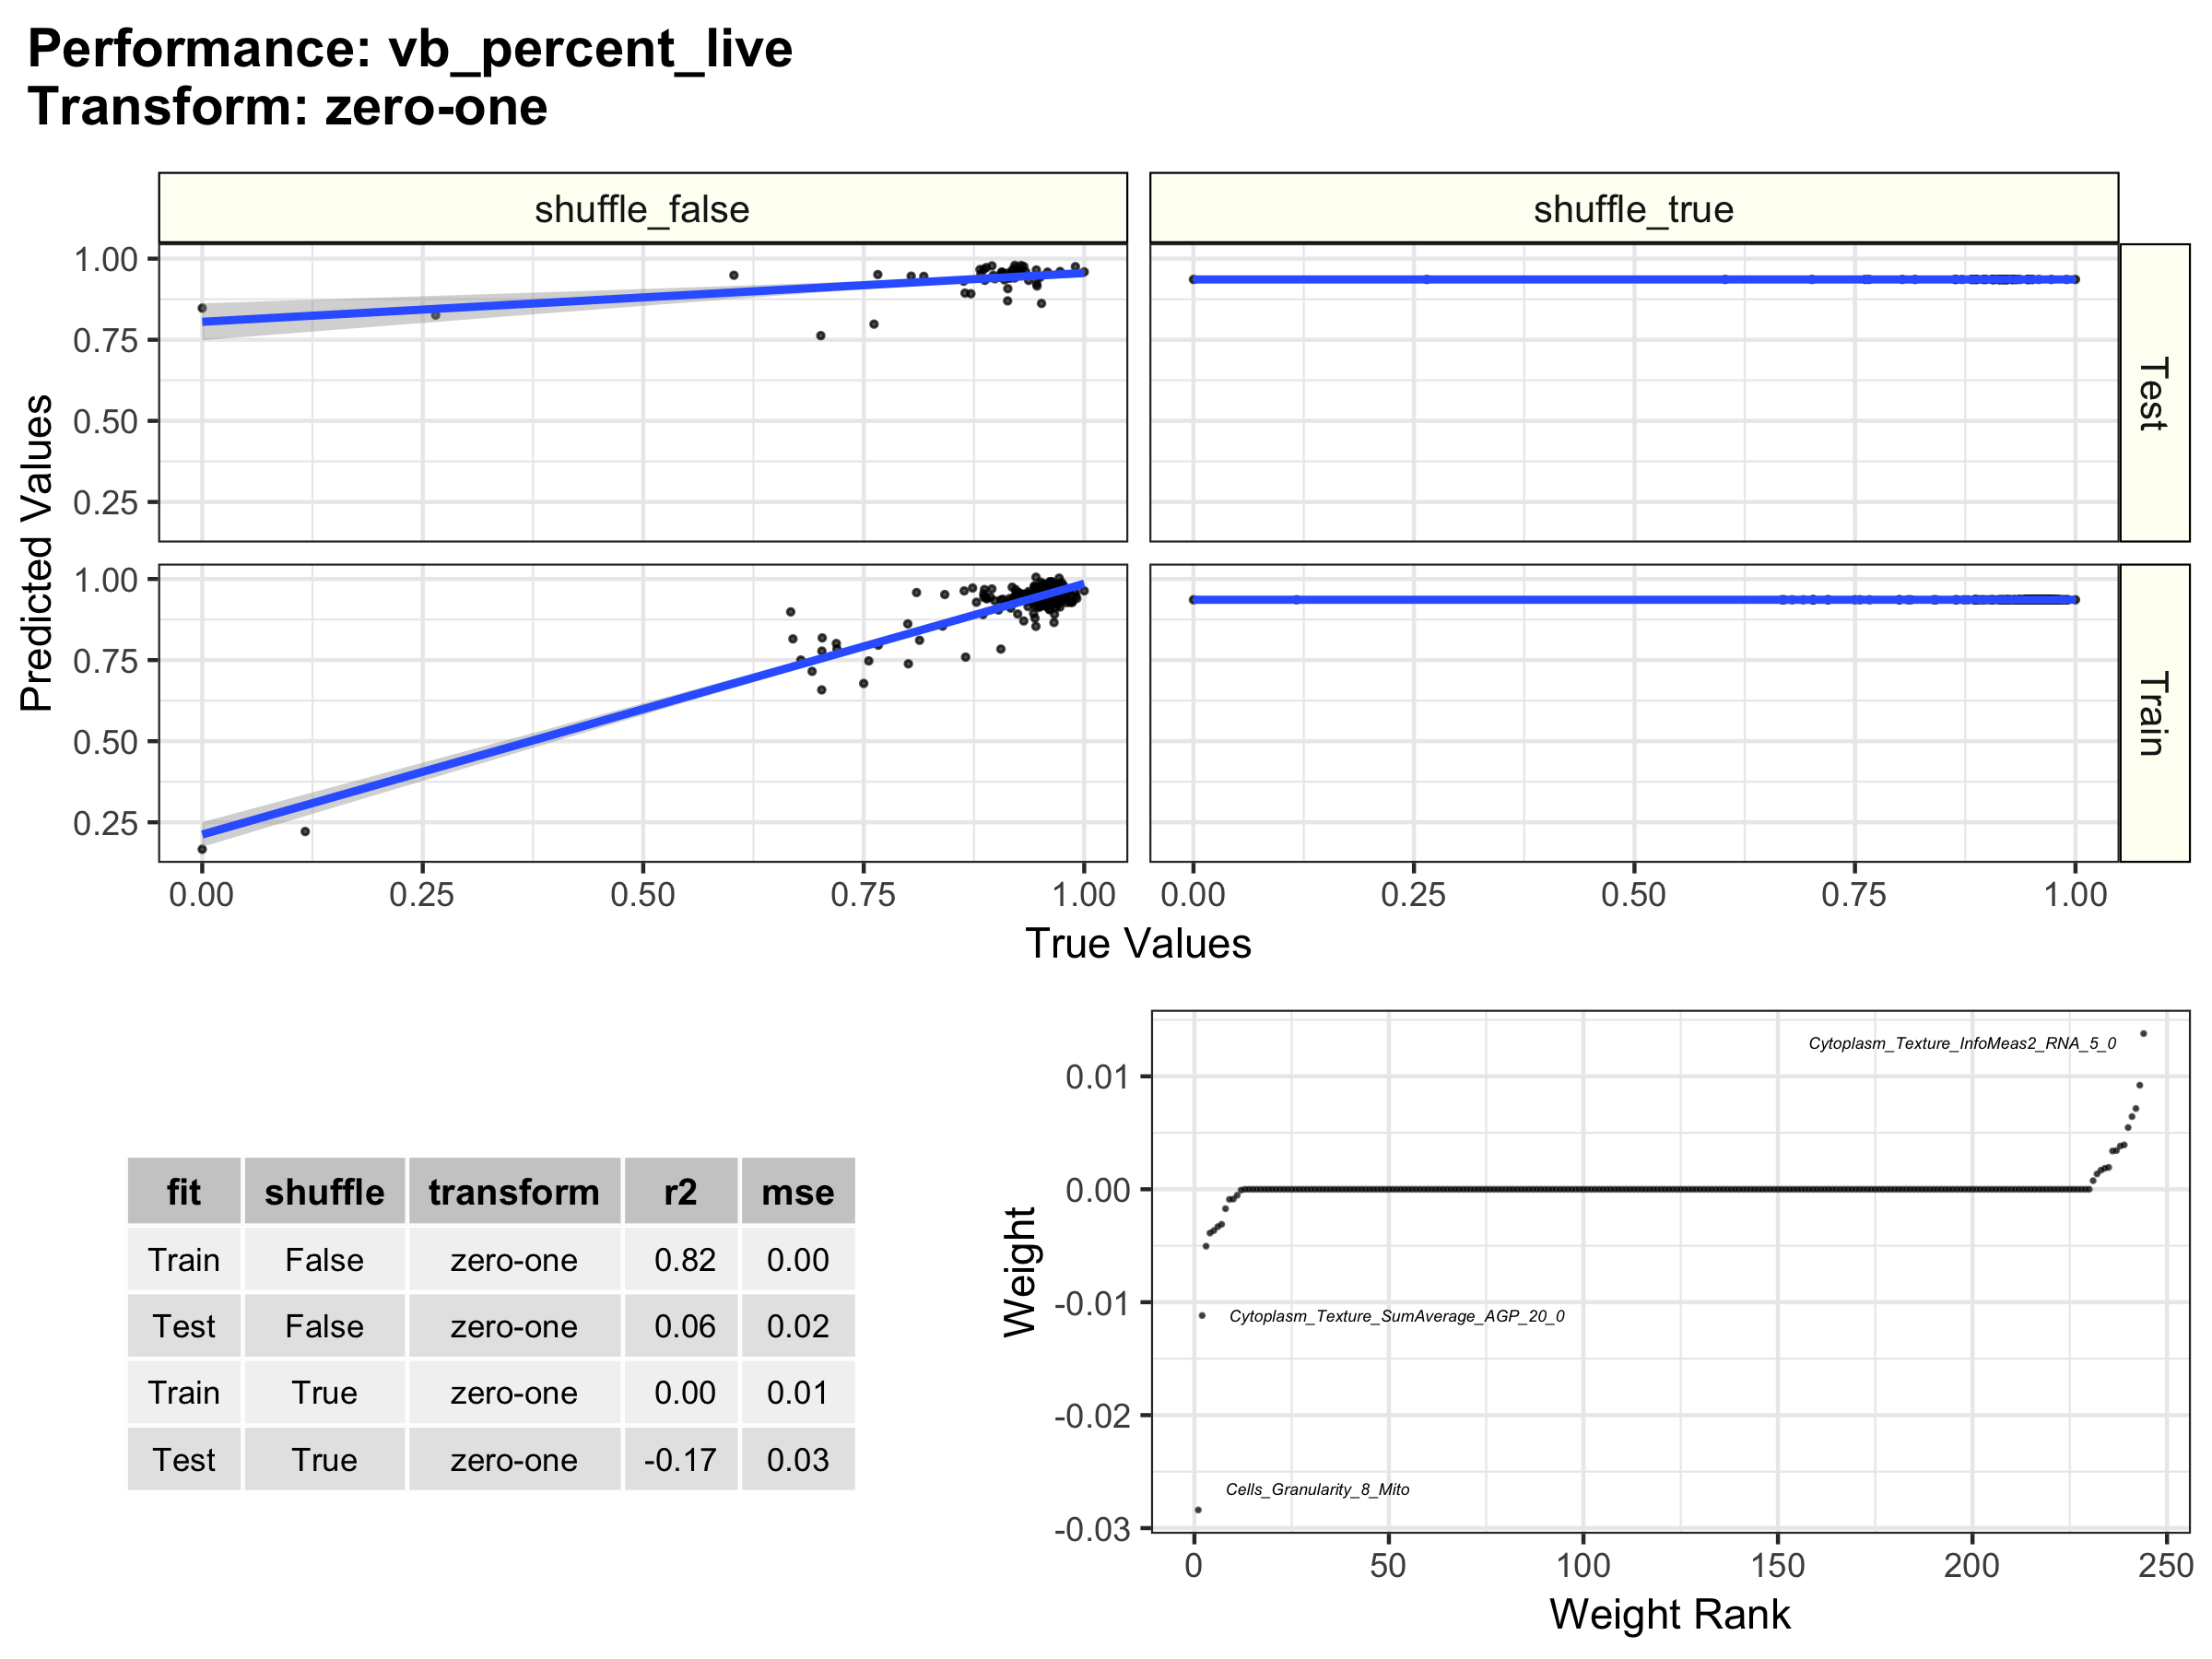 Performance: vb_percent_live
Transform: zero-one
shuffle_false
shuffle_true
1.00
0.75
0.50
0.25
Test
Predicted Values
1.00
0.75
0.50
0.25
Train
0.00 0.25 0.50 0.75 1.00
0.00 0.25 0.50 0.75 1.00
True Values
fit shuffle transform r2 mse
Train False zero-one 0.82 0.00
Test False zero-one 0.06 0.02
Train True zero-one 0.00 0.01
Test True zero-one -0.17 0.03
Cytoplasm_Texture_InfoMeas2_RNA_5_0
0.01
0.00
-0.01
-0.02
-0.03
Weight
Cytoplasm_Texture_SumAverage_AGP_20_0
Cells_Granularity_8_Mito
0 50 100 150 200 250
Weight Rank